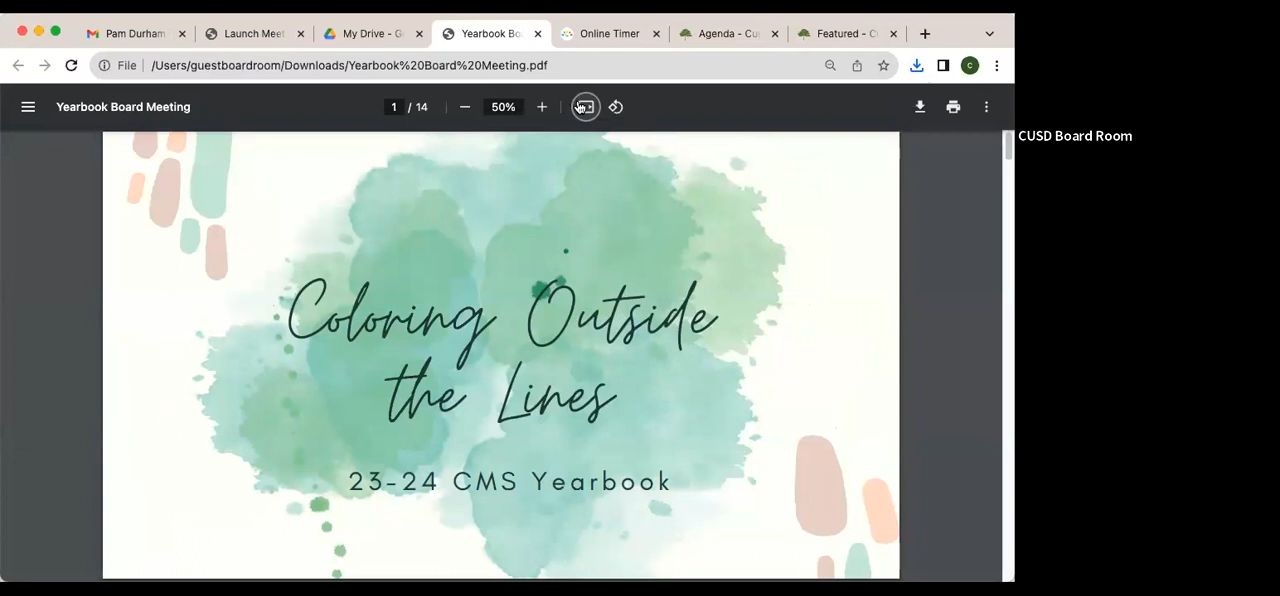 Pam Durham
Launch Meet
My Drive - G
Yearbook Bo
Online Timer
Agenda - Cu
Featured - C
File
/Users/guestboardroom/Downloads/Yearbook%20Board%20Meeting.pdf
C
Yearbook Board Meeting
1 / 14
50%
CUSD Board Room
Coloring Outside
the Lines
23-24 CMS Yearbook